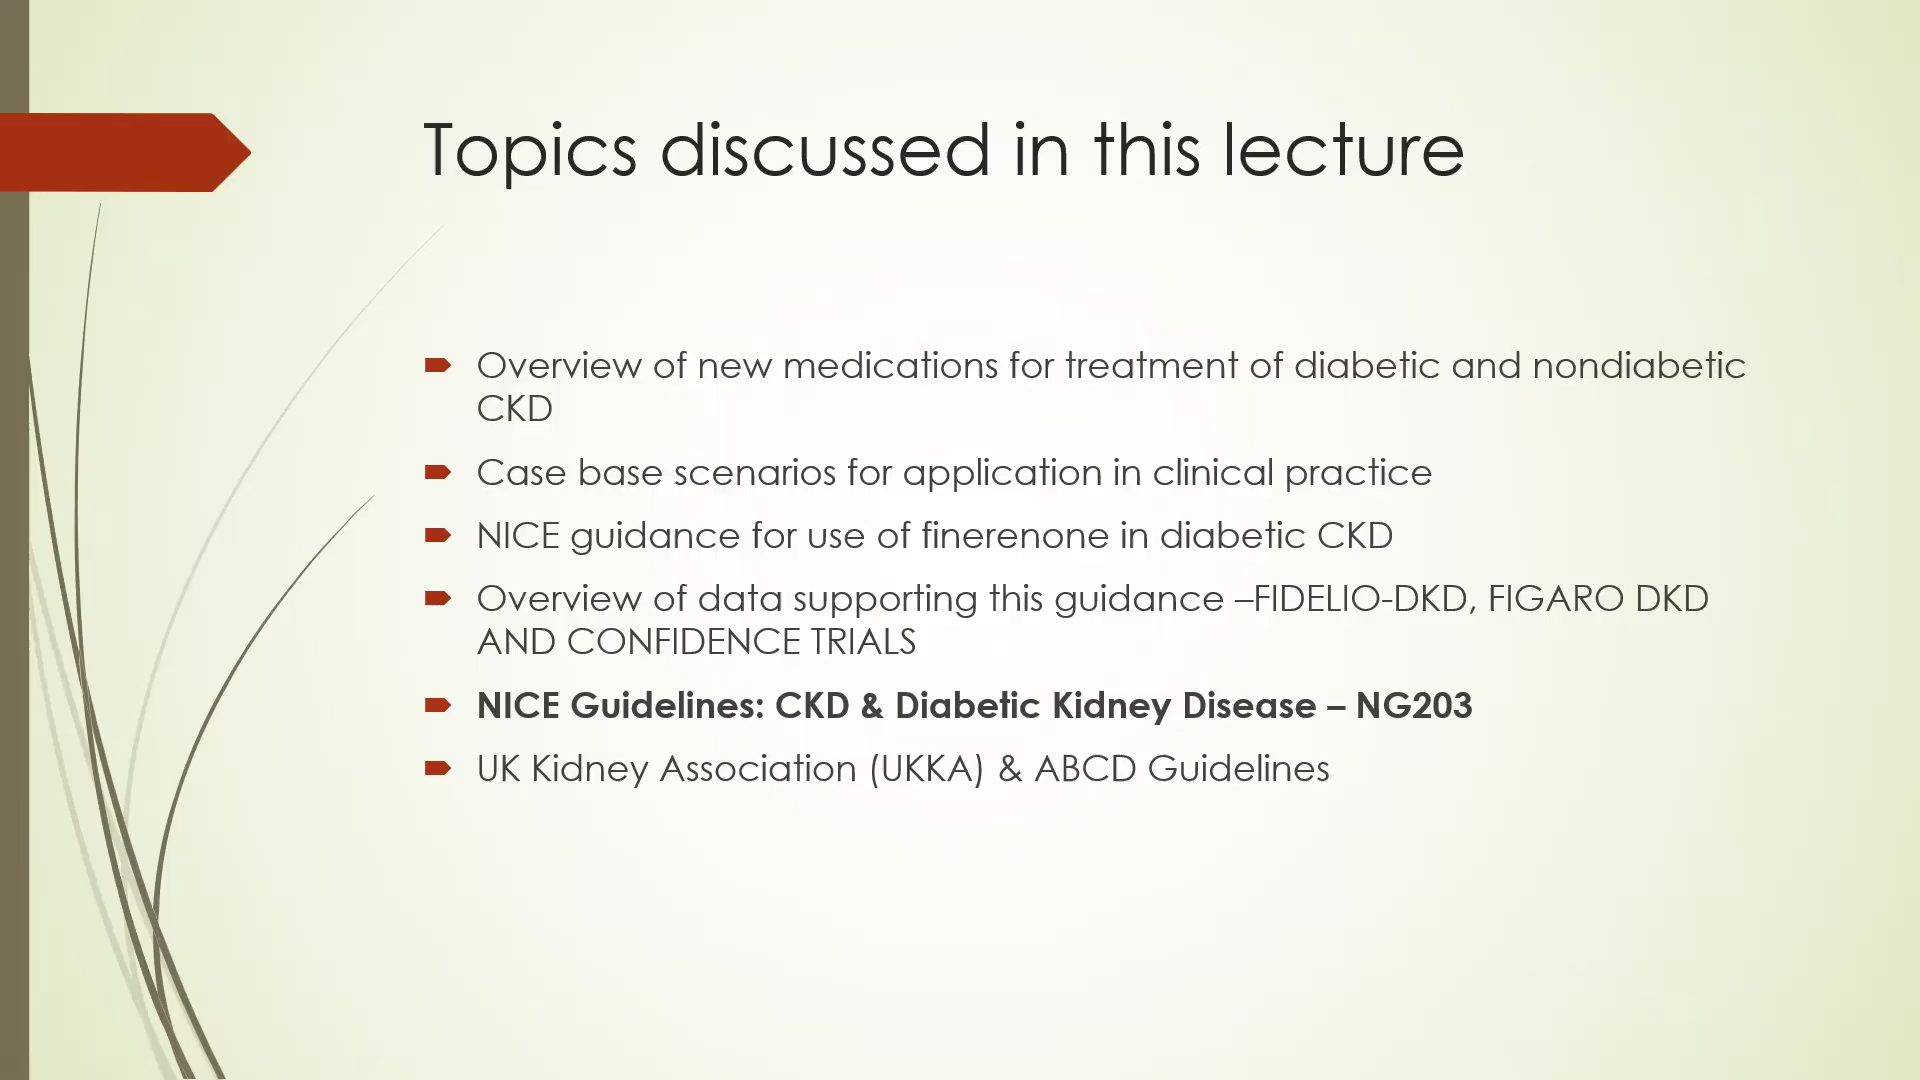 Topics discussed in this lecture
Overview of new medications for treatment of diabetic and nondiabetic
CKD
Case base scenarios for application in clinical practice
NICE guidance for use of finerenone in diabetic CKD
Overview of data supporting this guidance –FIDELIO-DKD, FIGARO DKD
AND CONFIDENCE TRIALS
NICE Guidelines: CKD & Diabetic Kidney Disease – NG203
UK Kidney Association (UKKA) & ABCD Guidelines